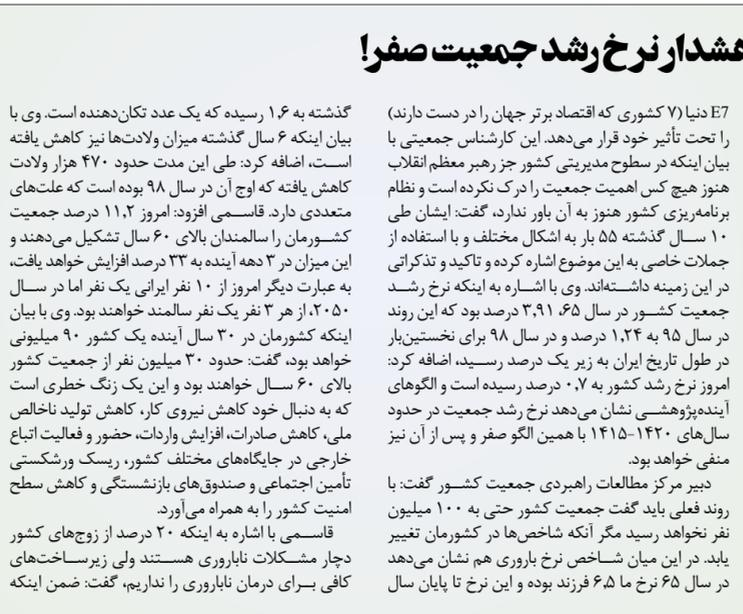 هشدار نرخ رشد جمعیت صفر!
E7 دنیا (۷ کشوری که اقتصاد برتر جهان را در دست دارند)
را تحت تأثیر خود قرار می‌دهد. این کارشناس جمعیتی با
بیان اینکه در سطوح مدیریتی کشور جز رهبر معظم انقلاب
هنوز هیچ کس اهمیت جمعیت را درک نکرده است و نظام
برنامه‌ریزی کشور هنوز به آن باور ندارد، گفت: ایشان طی
۱۰ سال گذشته ۵۵ بار به اشکال مختلف و با استفاده از
جملات خاصی به این موضوع اشاره کرده و تاکید و تذکراتی
در این زمینه داشته‌اند. وی با اشاره به اینکه نرخ رشد
جمعیت کشور در سال ۶۵، ۳,۹۱ درصد بود که این روند
در سال ۹۵ به ۱,۲۴ درصد و در سال ۹۸ برای نخستین‌بار
در طول تاریخ ایران به زیر یک درصد رسید، اضافه کرد:
امروز نرخ رشد کشور به ۰,۷ درصد رسیده است و الگوهای
آینده‌پژوهشی نشان می‌دهد نرخ رشد جمعیت در حدود
سال‌های ۱۴۲۰-۱۴۱۵ با همین الگو صفر و پس از آن نیز
منفی خواهد بود.
دبیر مرکز مطالعات راهبردی جمعیت کشور گفت: با
روند فعلی باید گفت جمعیت کشور حتی به ۱۰۰ میلیون
نفر نخواهد رسید مگر آنکه شاخص‌ها در کشورمان تغییر
یابد. در این میان شاخص نرخ باروری هم نشان می‌دهد
در سال ۶۵ نرخ ما ۶,۵ فرزند بوده و این نرخ تا پایان سال
گذشته به ۱,۶ رسیده که یک عدد تکان‌دهنده است. وی با
بیان اینکه ۶ سال گذشته میزان ولادت‌ها نیز کاهش یافته
است، اضافه کرد: طی این مدت حدود ۴۷۰ هزار ولادت
کاهش یافته که اوج آن در سال ۹۸ بوده است که علت‌های
متعددی دارد. قاسمی افزود: امروز ۱۱,۲ درصد جمعیت
کشورمان را سالمندان بالای ۶۰ سال تشکیل می‌دهند و
این میزان در ۳ دهه آینده به ۳۳ درصد افزایش خواهد یافت،
به عبارت دیگر امروز از ۱۰ نفر ایرانی یک نفر اما در سال
۲۰۵۰، از هر ۳ نفر یک نفر سالمند خواهند بود. وی با بیان
اینکه کشورمان در ۳۰ سال آینده یک کشور ۹۰ میلیونی
خواهد بود، گفت: حدود ۳۰ میلیون نفر از جمعیت کشور
بالای ۶۰ سال خواهند بود و این یک زنگ خطری است
که به دنبال خود کاهش نیروی کار، کاهش تولید ناخالص
ملی، کاهش صادرات، افزایش واردات، حضور و فعالیت اتباع
خارجی در جایگاه‌های مختلف کشور، ریسک ورشکستی
تأمین اجتماعی و صندوق‌های بازنشستگی و کاهش سطح
امنیت کشور را به همراه می‌آورد.
قاسمی با اشاره به اینکه ۲۰ درصد از زوج‌های کشور
دچار مشکلات ناباروری هستند ولی زیرساخت‌های
کافی برای درمان ناباروری را نداریم، گفت: ضمن اینکه